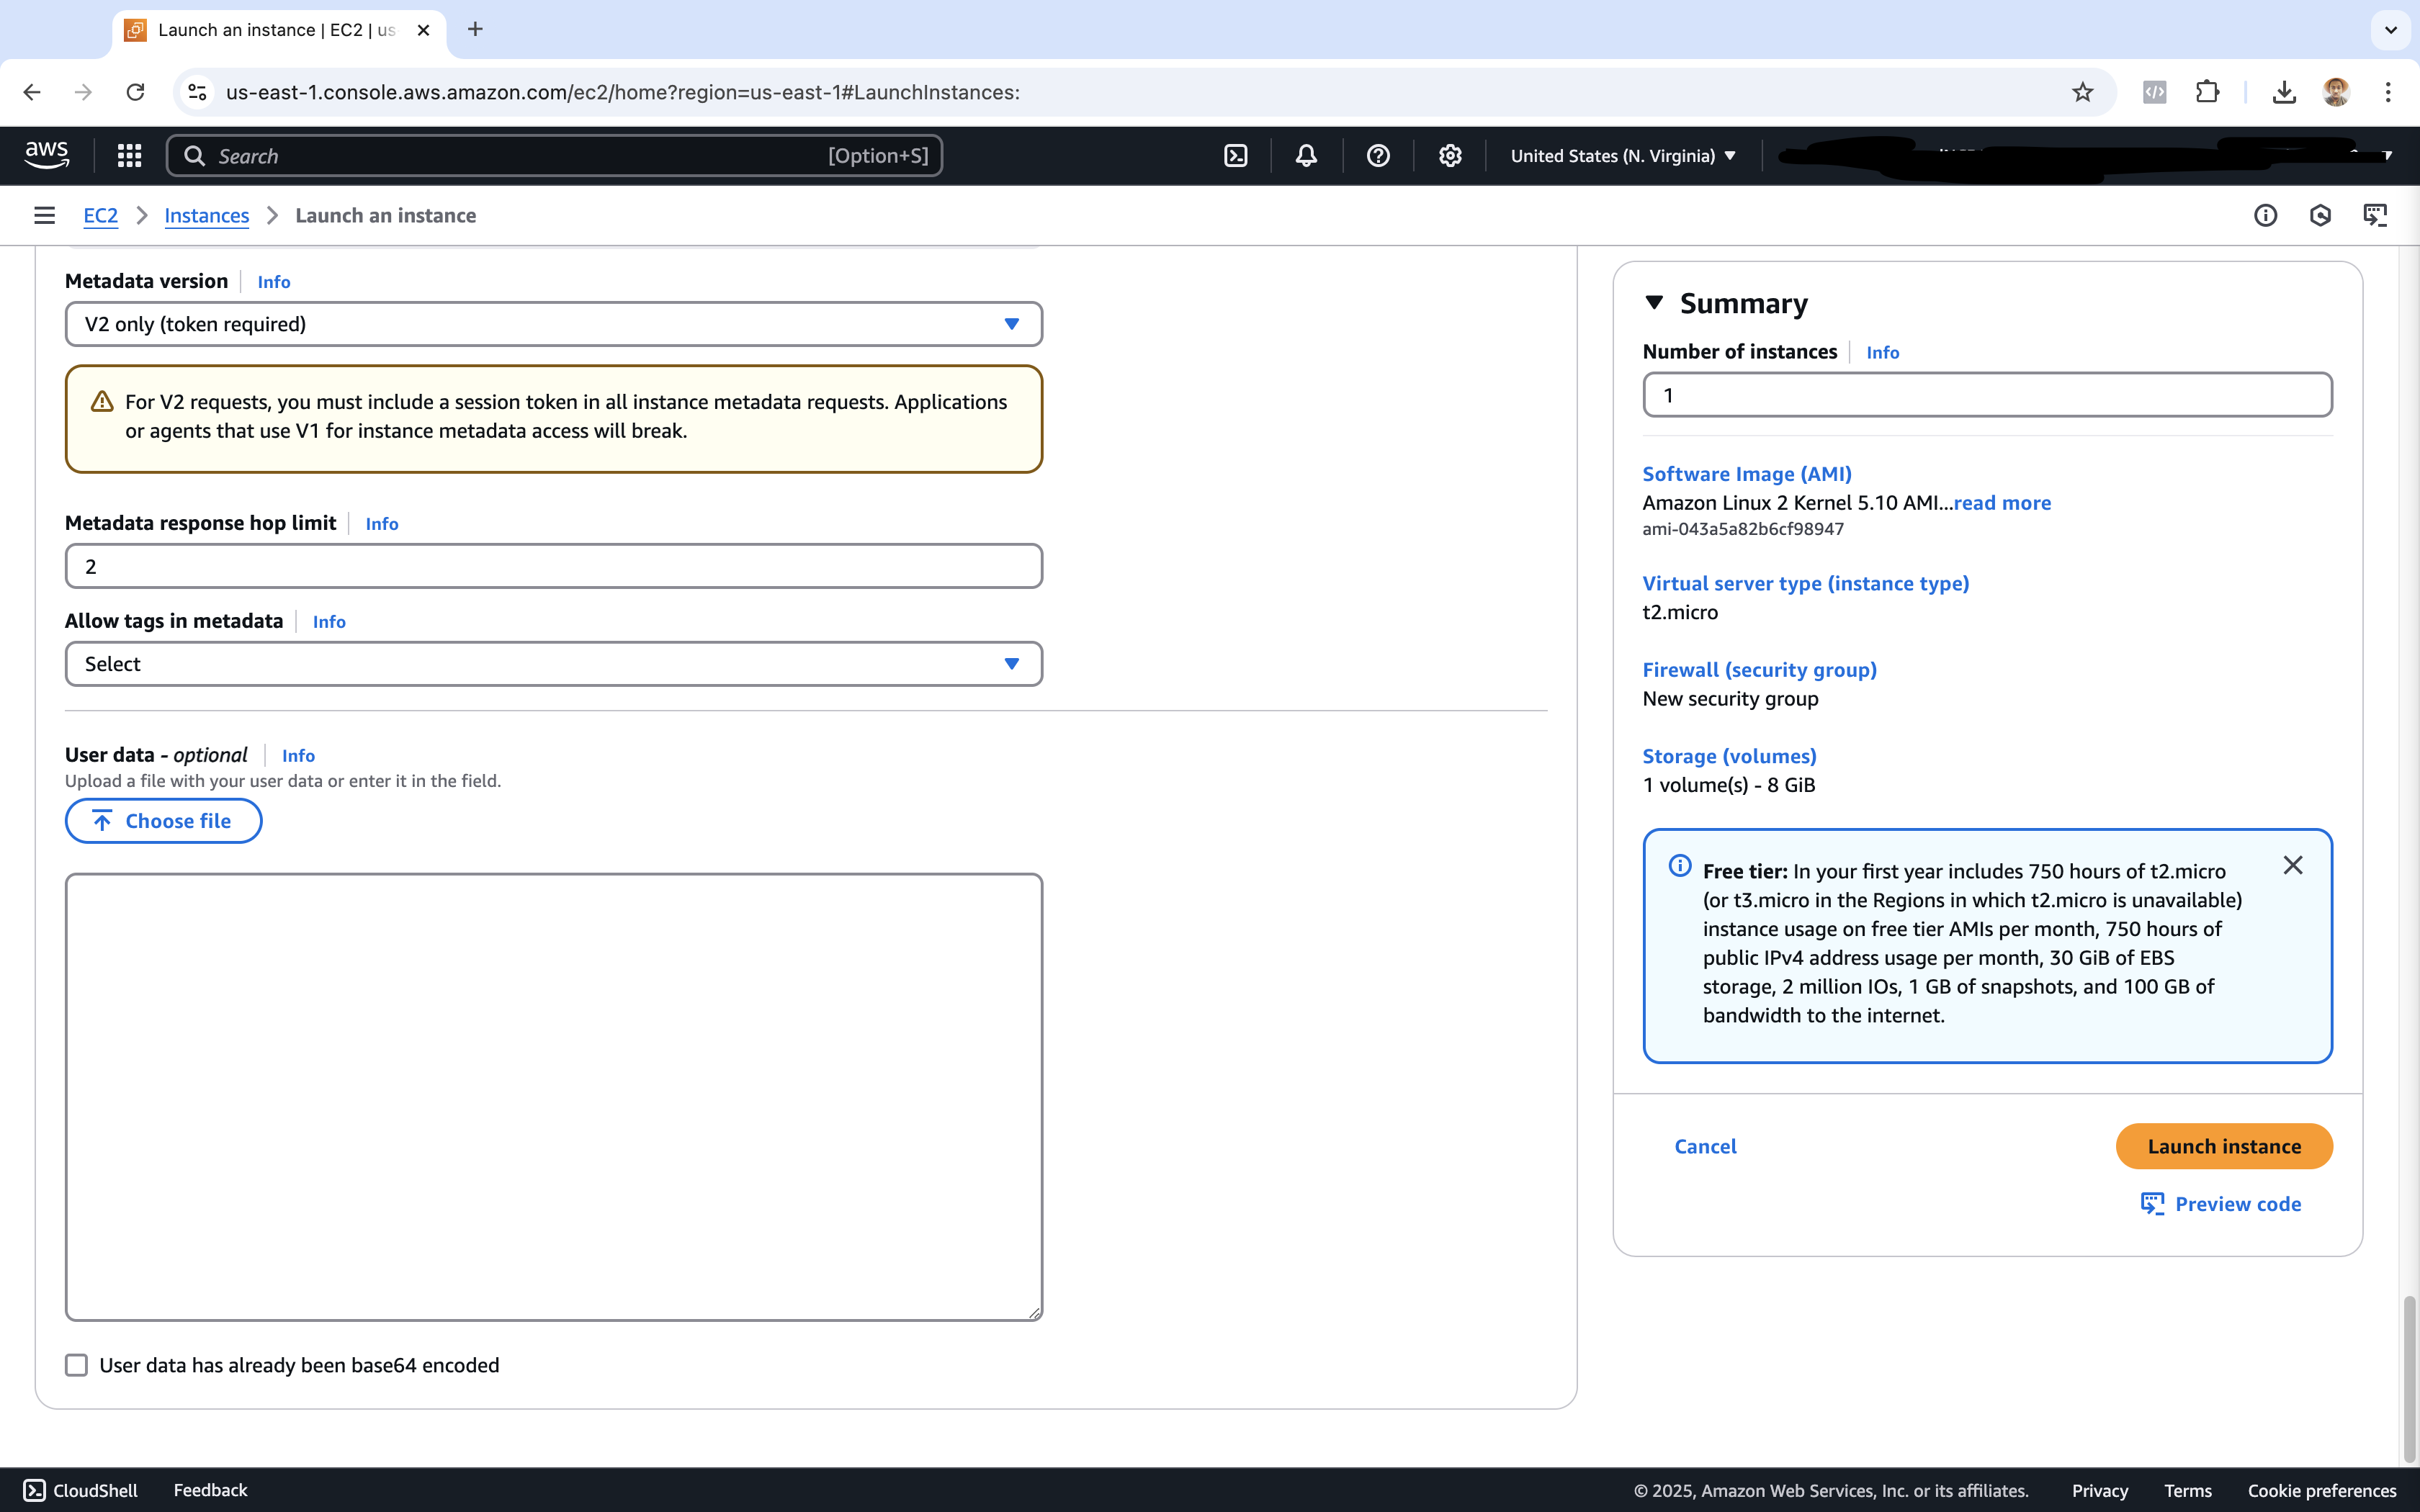 Launch an instance | EC2 | us
us-east-1.console.aws.amazon.com/ec2/home?region=us-east-1#LaunchInstances:
aws
Search
[Option+S]
United States (N. Virginia)
EC2 > Instances > Launch an instance
Metadata version
Info
V2 only (token required)
For V2 requests, you must include a session token in all instance metadata requests. Applications
or agents that use V1 for instance metadata access will break.
Metadata response hop limit
Info
2
Allow tags in metadata
Info
Select
User data - optional
Info
Upload a file with your user data or enter it in the field.
Choose file
User data has already been base64 encoded
Summary
Number of instances
Info
1
Software Image (AMI)
Amazon Linux 2 Kernel 5.10 AMI...read more
ami-043a5a82b6cf98947
Virtual server type (instance type)
t2.micro
Firewall (security group)
New security group
Storage (volumes)
1 volume(s) - 8 GiB
Free tier: In your first year includes 750 hours of t2.micro
(or t3.micro in the Regions in which t2.micro is unavailable)
instance usage on free tier AMIs per month, 750 hours of
public IPv4 address usage per month, 30 GiB of EBS
storage, 2 million IOs, 1 GB of snapshots, and 100 GB of
bandwidth to the internet.
Cancel
Launch instance
Preview code
CloudShell
Feedback
© 2025, Amazon Web Services, Inc. or its affiliates.
Privacy
Terms
Cookie preferences